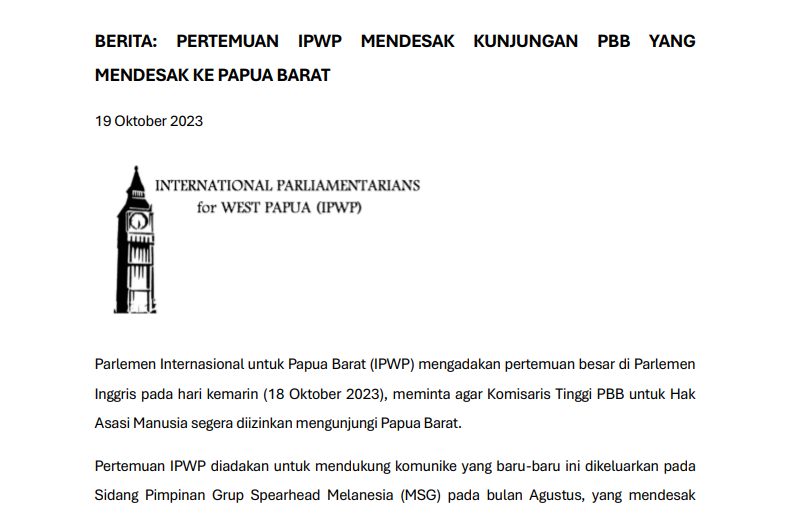 BERITA: PERTEMUAN IPWP MENDESAK KUNJUNGAN PBB YANG
MENDESAK KE PAPUA BARAT
19 Oktober 2023
INTERNATIONAL PARLIAMENTARIANS
for WEST PAPUA (IPWP)
Parlemen Internasional untuk Papua Barat (IPWP) mengadakan pertemuan besar di Parlemen
Inggris pada hari kemarin (18 Oktober 2023), meminta agar Komisaris Tinggi PBB untuk Hak
Asasi Manusia segera diizinkan mengunjungi Papua Barat.
Pertemuan IPWP diadakan untuk mendukung komunike yang baru-baru ini dikeluarkan pada
Sidang Pimpinan Grup Spearhead Melanesia (MSG) pada bulan Agustus, yang mendesak